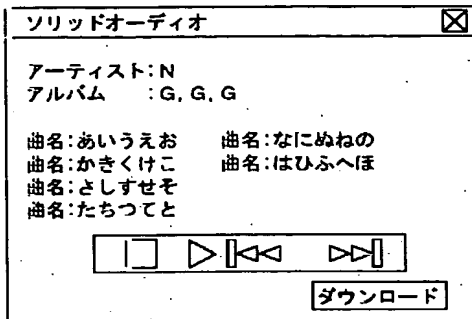 ソリッドオーディオ
アーティスト:N
アルバム :G, G, G
曲名:あいうえお 曲名:なにぬねの
曲名:かきくけこ 曲名:はひふへほ
曲名:さしすせそ
曲名:たちつてと
ダウンロード